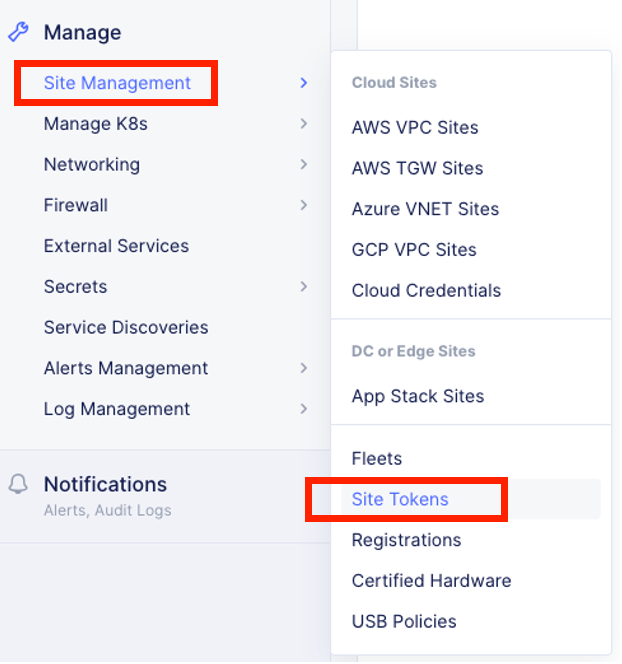 Manage
Site Management
Manage K8s
Networking
Firewall
External Services
Secrets
Service Discoveries
Alerts Management
Log Management
Notifications
Alerts, Audit Logs
Cloud Sites
AWS VPC Sites
AWS TGW Sites
Azure VNET Sites
GCP VPC Sites
Cloud Credentials
DC or Edge Sites
App Stack Sites
Fleets
Site Tokens
Registrations
Certified Hardware
USB Policies